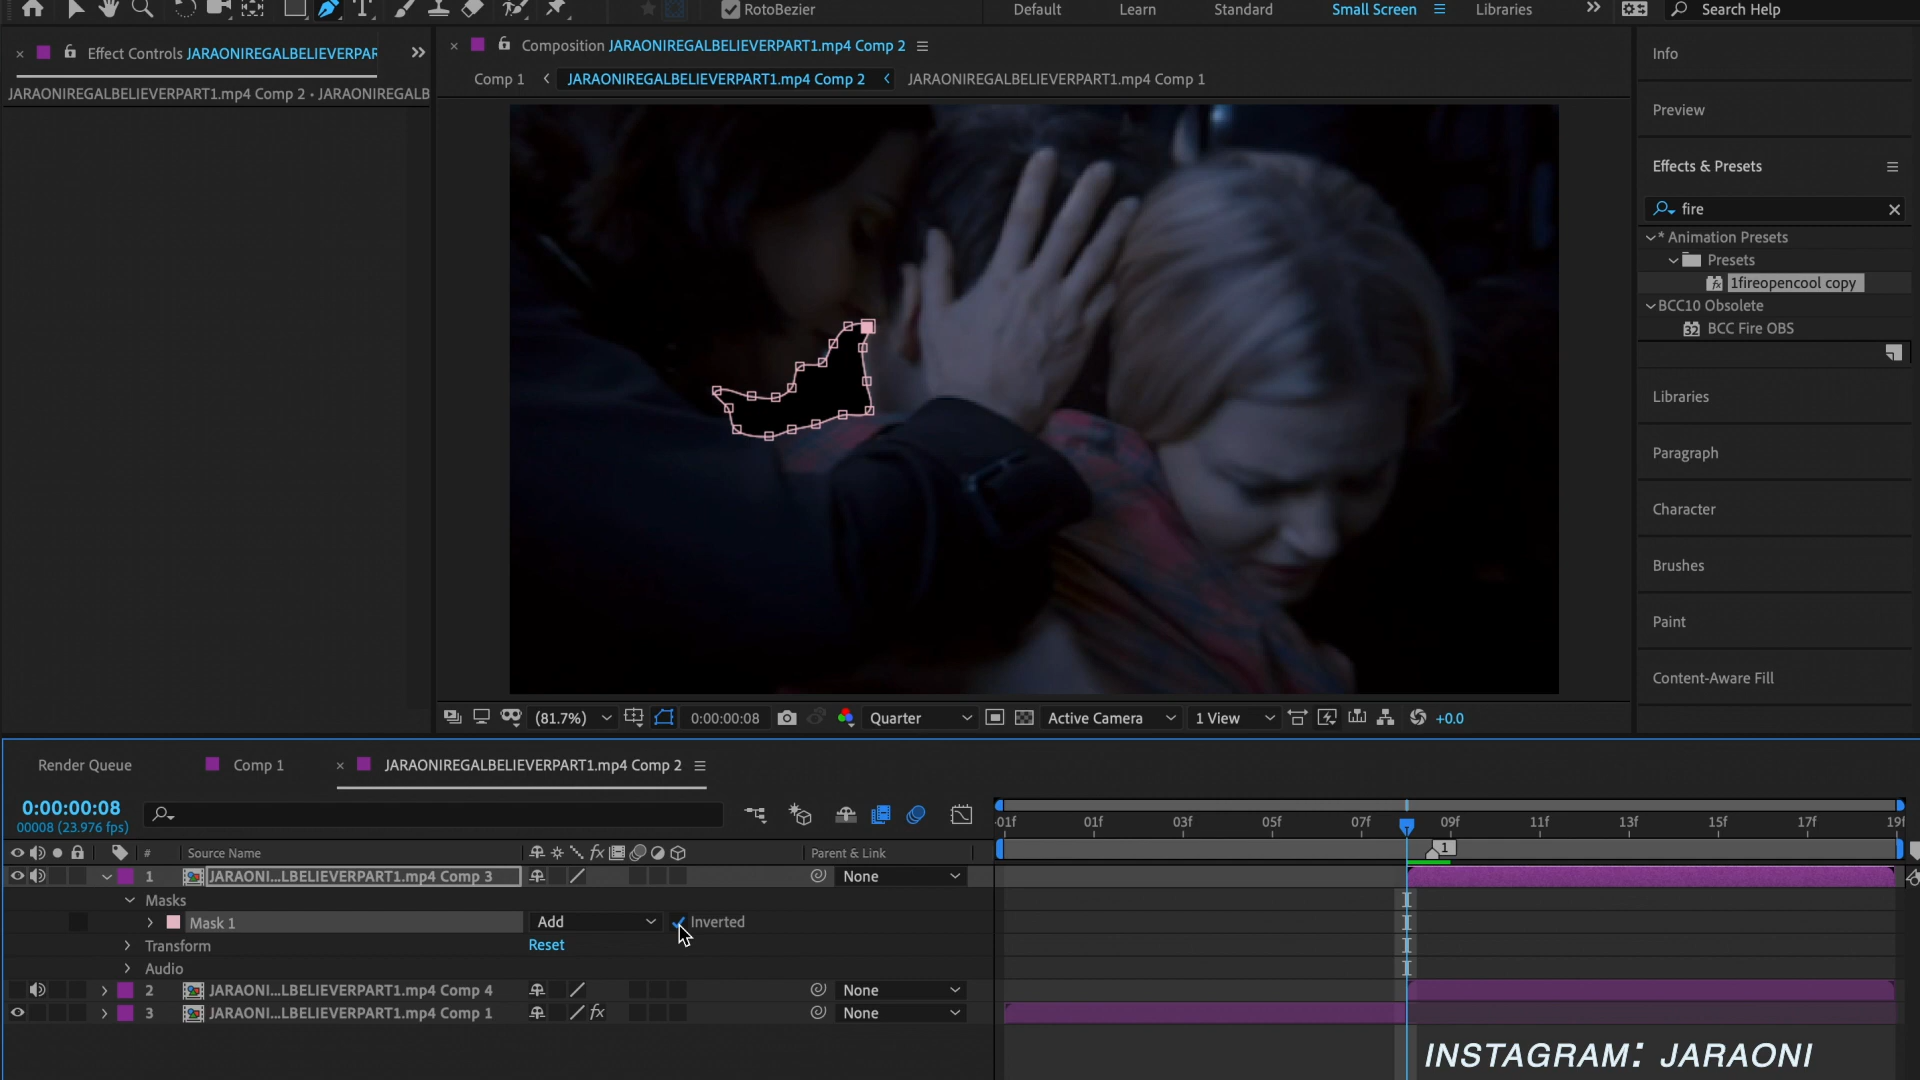 RotoBezier
Default
Learn
Standard
Small Screen
Libraries
Search Help
Effect Controls JARAONIREGALBELIEVERPAR
JARAONIREGALBELIEVERPART1.mp4 Comp 2 • JARAONIREGALB
Composition JARAONIREGALBELIEVERPART1.mp4 Comp 2
Comp 1
JARAONIREGALBELIEVERPART1.mp4 Comp 2
JARAONIREGALBELIEVERPART1.mp4 Comp 1
Info
Preview
Effects & Presets
fire
* Animation Presets
Presets
1fireopencool copy
BCC10 Obsolete
32 BCC Fire OBS
Libraries
Paragraph
Character
Brushes
Paint
Content-Aware Fill
(81.7%)
0:00:00:08
Quarter
Active Camera
1 View
+0.0
Render Queue
Comp 1
JARAONIREGALBELIEVERPART1.mp4 Comp 2
0:00:00:08
00008 (23.976 fps)
01f 01f 03f 05f 07f 09f 11f 13f 15f 17f 19f
# Source Name
Parent & Link
1
1 JARAONI...LBELIEVERPART1.mp4 Comp 3 None
Masks
Mask 1 Add Inverted
Transform Reset
Audio
2 JARAONI...LBELIEVERPART1.mp4 Comp 4 None
3 JARAONI...LBELIEVERPART1.mp4 Comp 1 fx None
INSTAGRAM: JARAONI